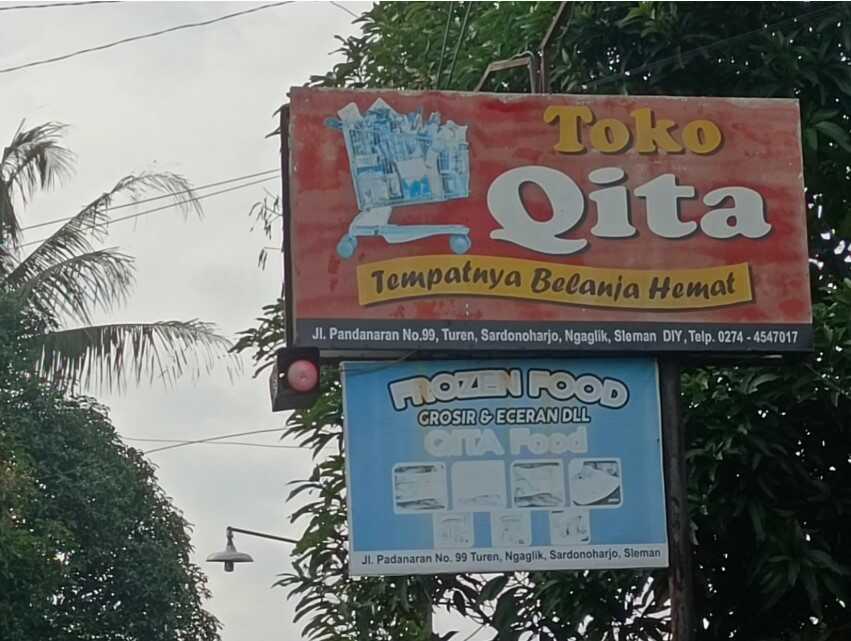 Toko
Qita
Tempatnya Belanja Hemat
Jl. Pandanaran No.99, Turen, Sardonoharjo, Ngaglik, Sleman DIY, Telp. 0274 - 4547017
FROZEN FOOD
GROSIR & ECERAN DLL
QITA Food
Jl. Padanaran No. 99 Turen, Ngaglik, Sardonoharjo, Sleman